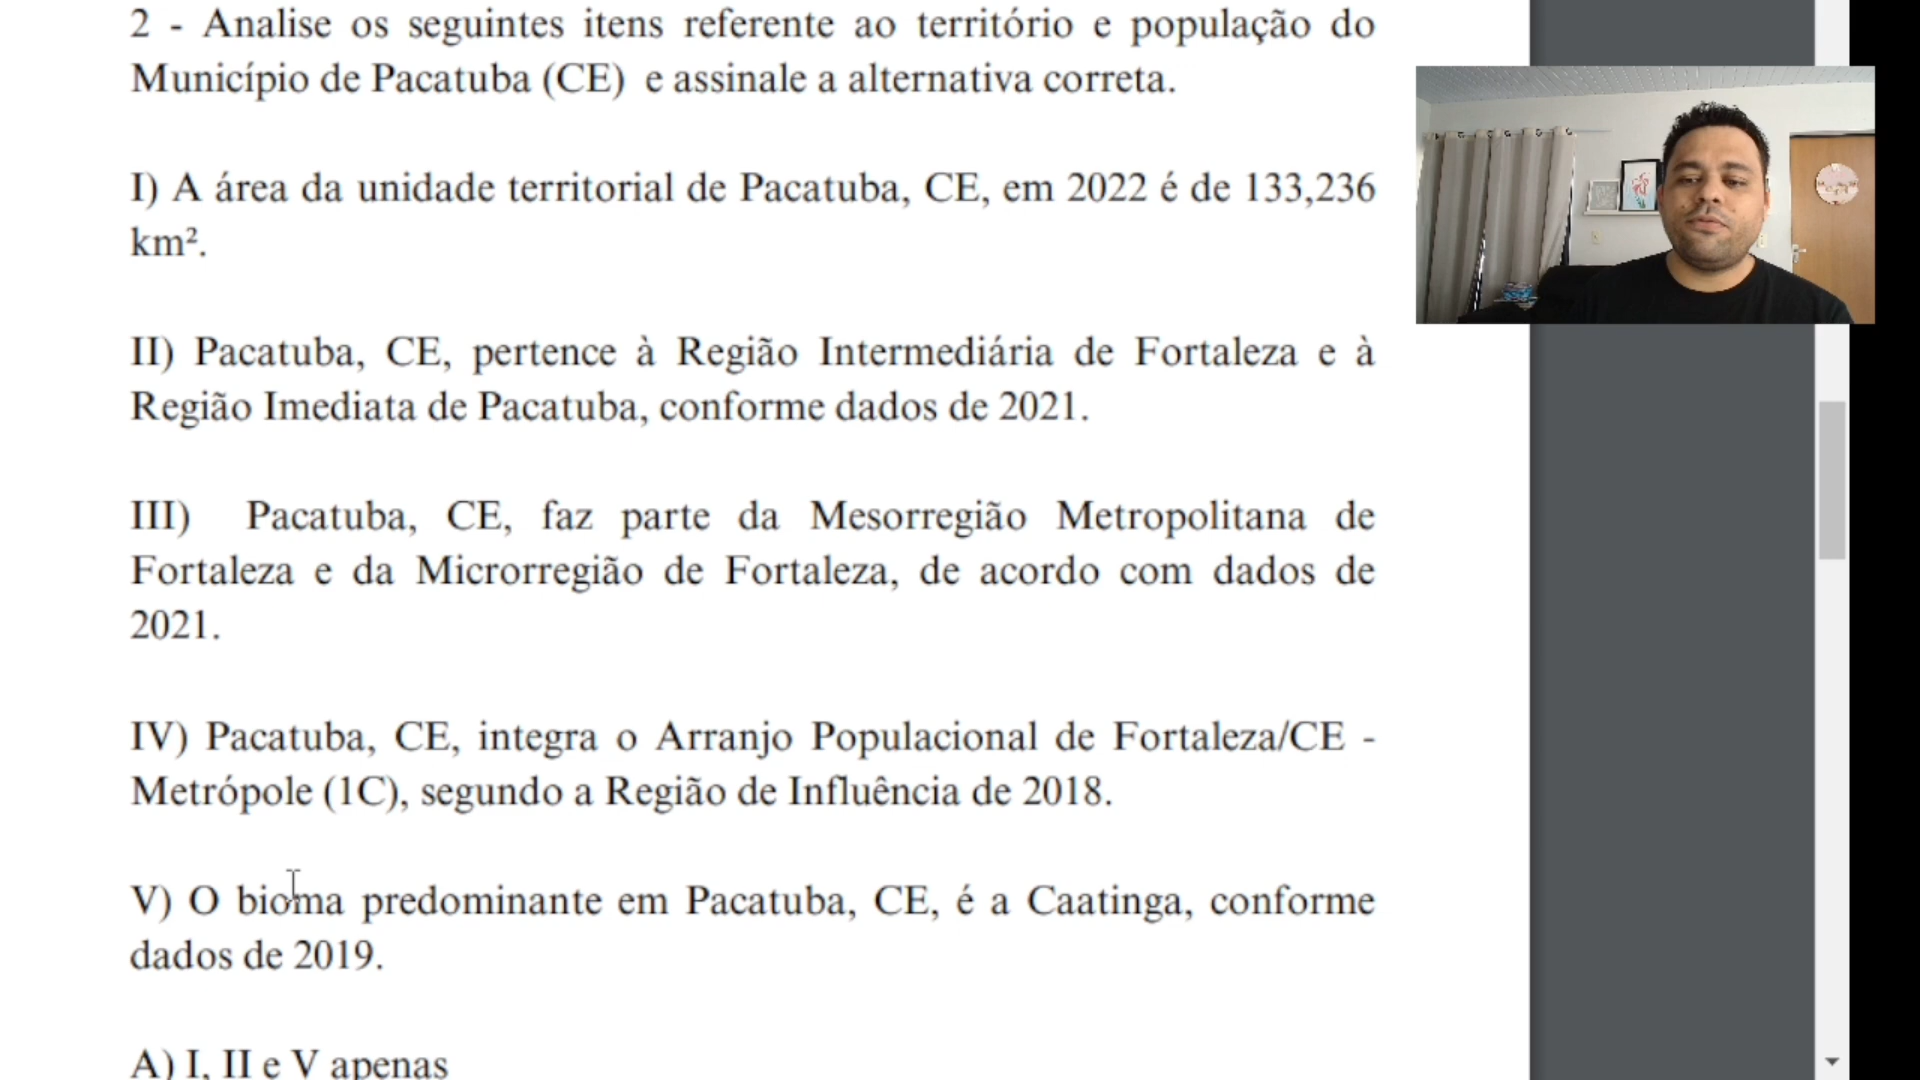 2 - Analise os seguintes itens referente ao território e população do
Município de Pacatuba (CE) e assinale a alternativa correta.
I) A área da unidade territorial de Pacatuba, CE, em 2022 é de 133,236
km².
II) Pacatuba, CE, pertence à Região Intermediária de Fortaleza e à
Região Imediata de Pacatuba, conforme dados de 2021.
III) Pacatuba, CE, faz parte da Mesorregião Metropolitana de
Fortaleza e da Microrregião de Fortaleza, de acordo com dados de
2021.
IV) Pacatuba, CE, integra o Arranjo Populacional de Fortaleza/CE -
Metrópole (1C), segundo a Região de Influência de 2018.
V) O bioma predominante em Pacatuba, CE, é a Caatinga, conforme
dados de 2019.
A) I, II e V apenas